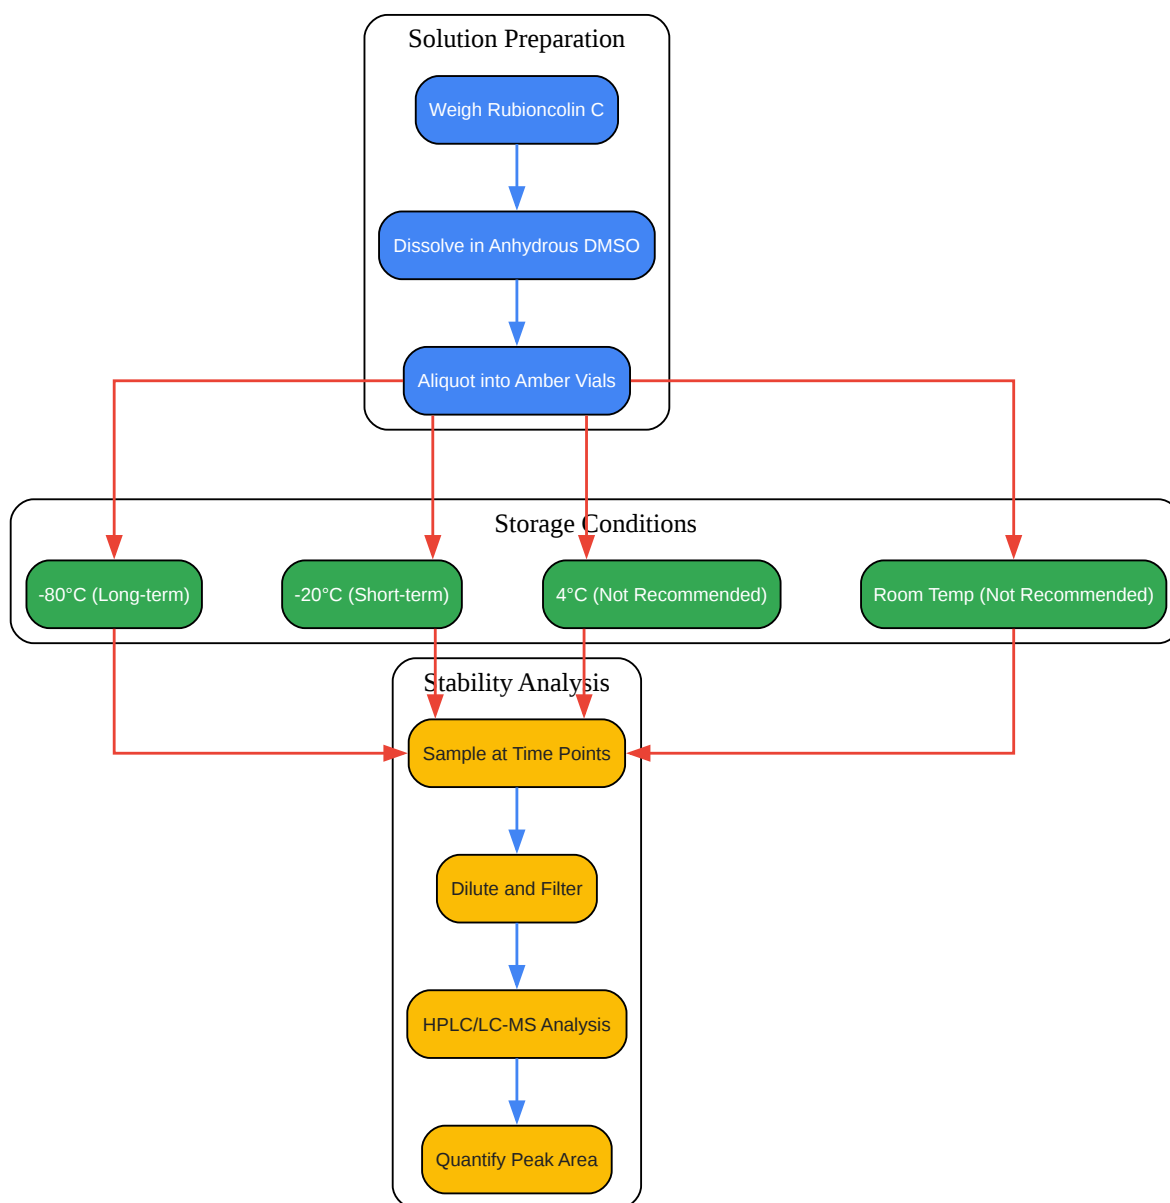 Solution Preparation
Weigh Rubioncolin C
Dissolve in Anhydrous DMSO
Aliquot into Amber Vials
Storage Conditions
-80°C (Long-term)
-20°C (Short-term)
4°C (Not Recommended)
Room Temp (Not Recommended)
Stability Analysis
Sample at Time Points
Dilute and Filter
HPLC/LC-MS Analysis
Quantify Peak Area